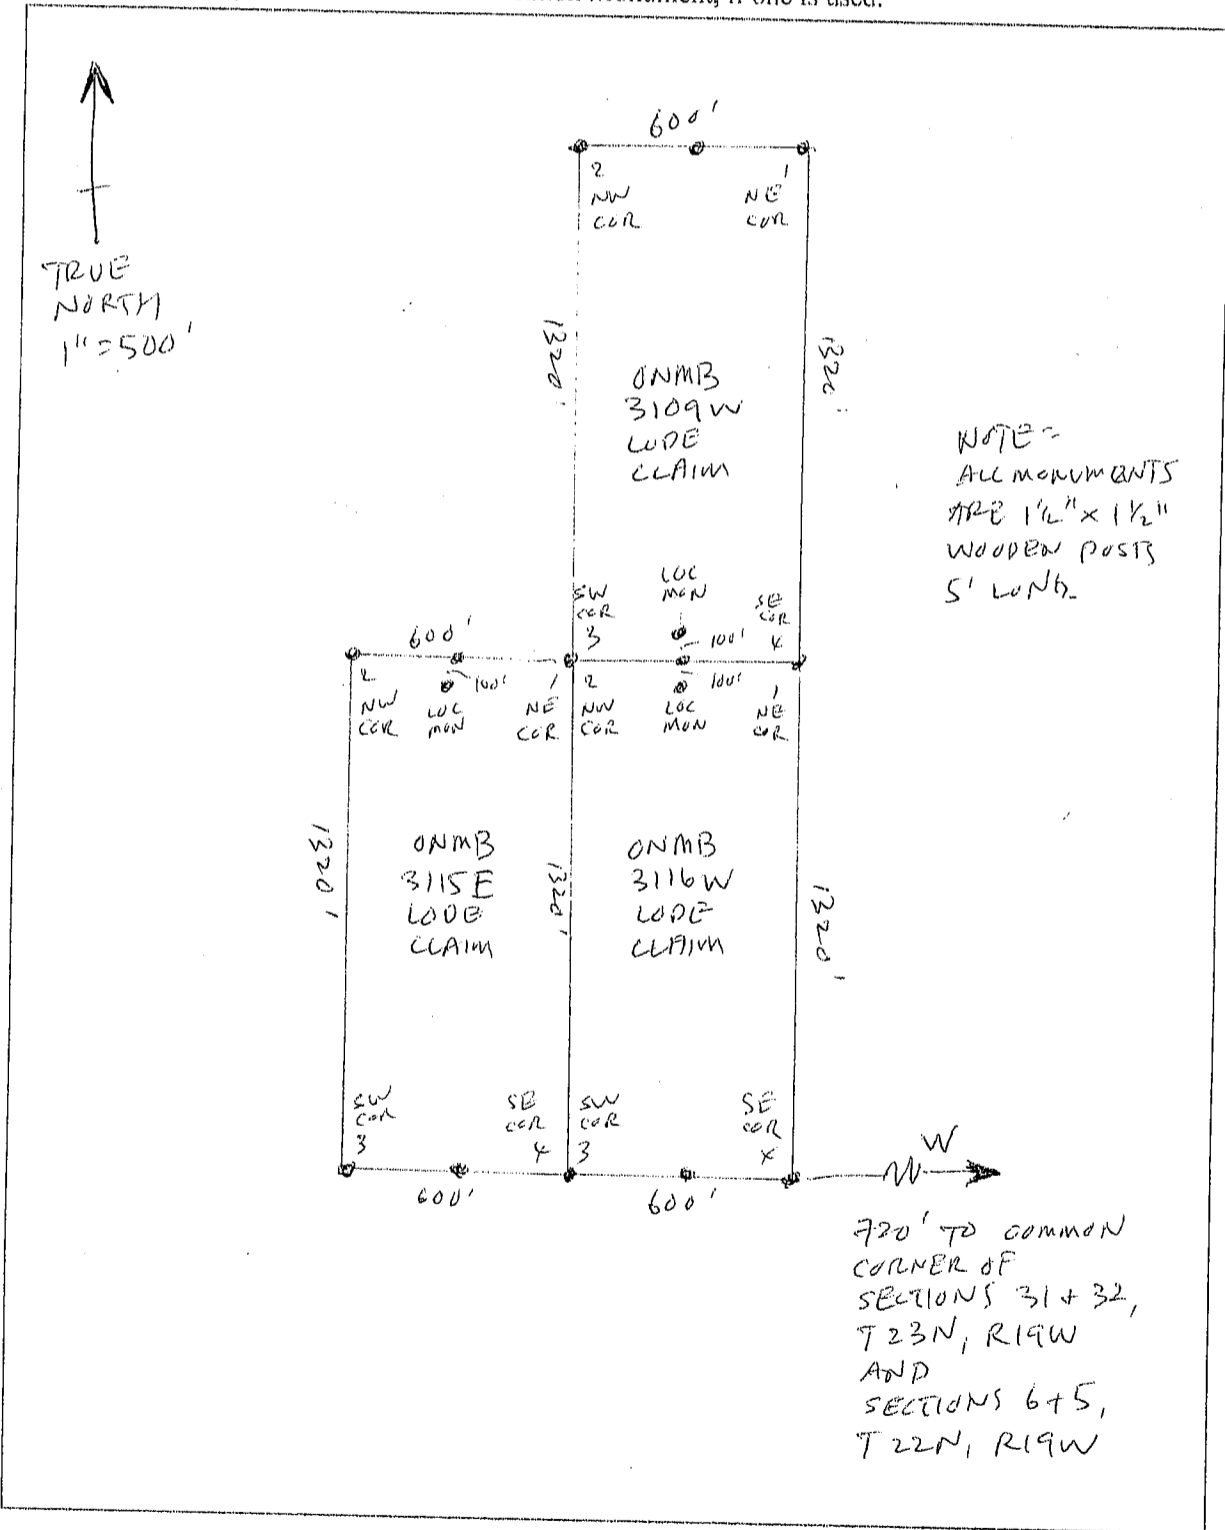 if one is used.
600'
2
NW
COR
1
NE
COR
TRUE
NORTH
1"=500'
1320'
1320'
ONMB
3109W
LODE
CLAIM
NOTE=
ALL MONUMENTS
ARE 1½" x 1½"
WOODEN POSTS
5' LONG.
SW
COR
3
LOC
MON
100'
SE
COR
4
600'
2
NW
COR
100'
LOC
MON
1
NE
COR
2
NW
COR
100'
LOC
MON
1
NE
COR
1320'
ONMB
3115E
LODE
CLAIM
1320'
ONMB
3116W
LODE
CLAIM
1320'
SW
COR
3
SE
COR
4
SW
COR
3
SE
COR
4
600'
600'
W
720' TO COMMON
CORNER OF
SECTIONS 31 + 32,
T23N, R19W
AND
SECTIONS 6+5,
T22N, R19W